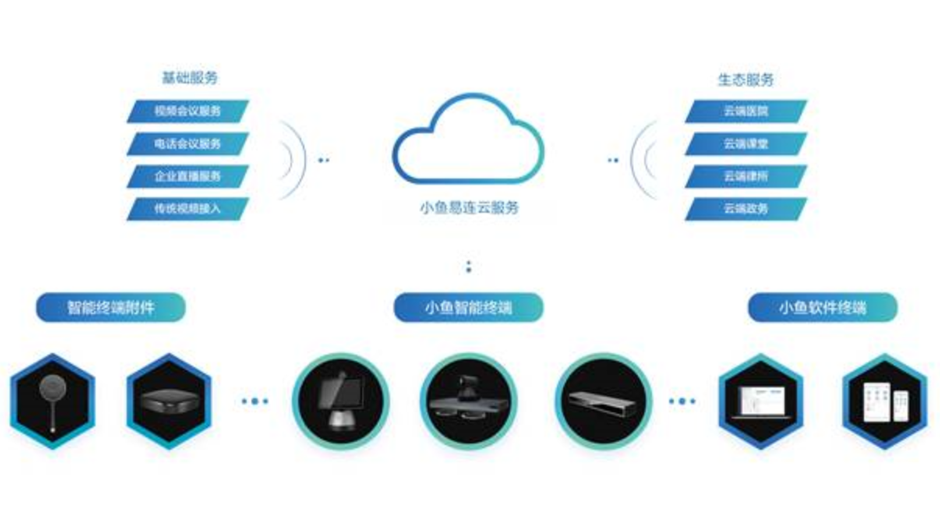 基础服务
视频会议服务
电话会议服务
企业直播服务
传统视频接入
小鱼易连云服务
生态服务
云端医院
云端课堂
云端律所
云端政务
智能终端附件
小鱼智能终端
小鱼软件终端